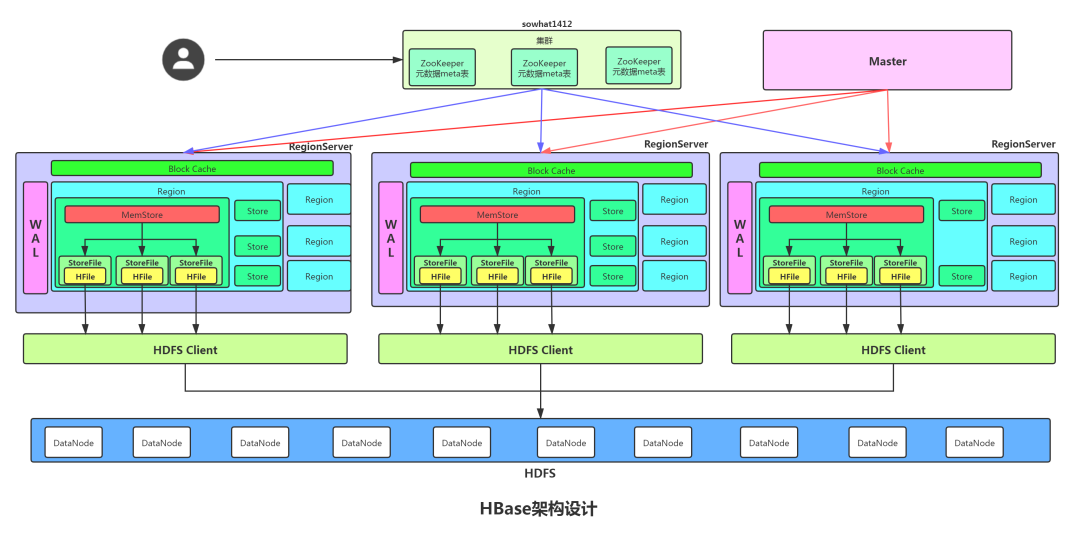 sowhat1412
集群
ZooKeeper
元数据meta表
ZooKeeper
元数据meta表
ZooKeeper
元数据meta表
Master
RegionServer
Block Cache
WAL
Region
MemStore
StoreFile
HFile
StoreFile
HFile
StoreFile
HFile
Store
Store
Store
Region
Region
Region
RegionServer
Block Cache
WAL
Region
MemStore
StoreFile
HFile
StoreFile
HFile
StoreFile
HFile
Store
Store
Store
Region
Region
Region
RegionServer
Block Cache
WAL
Region
MemStore
StoreFile
HFile
StoreFile
HFile
StoreFile
HFile
Store
Store
Region
Region
Region
HDFS Client
HDFS Client
HDFS Client
DataNode
DataNode
DataNode
DataNode
DataNode
DataNode
DataNode
DataNode
DataNode
DataNode
HDFS
HBase架构设计